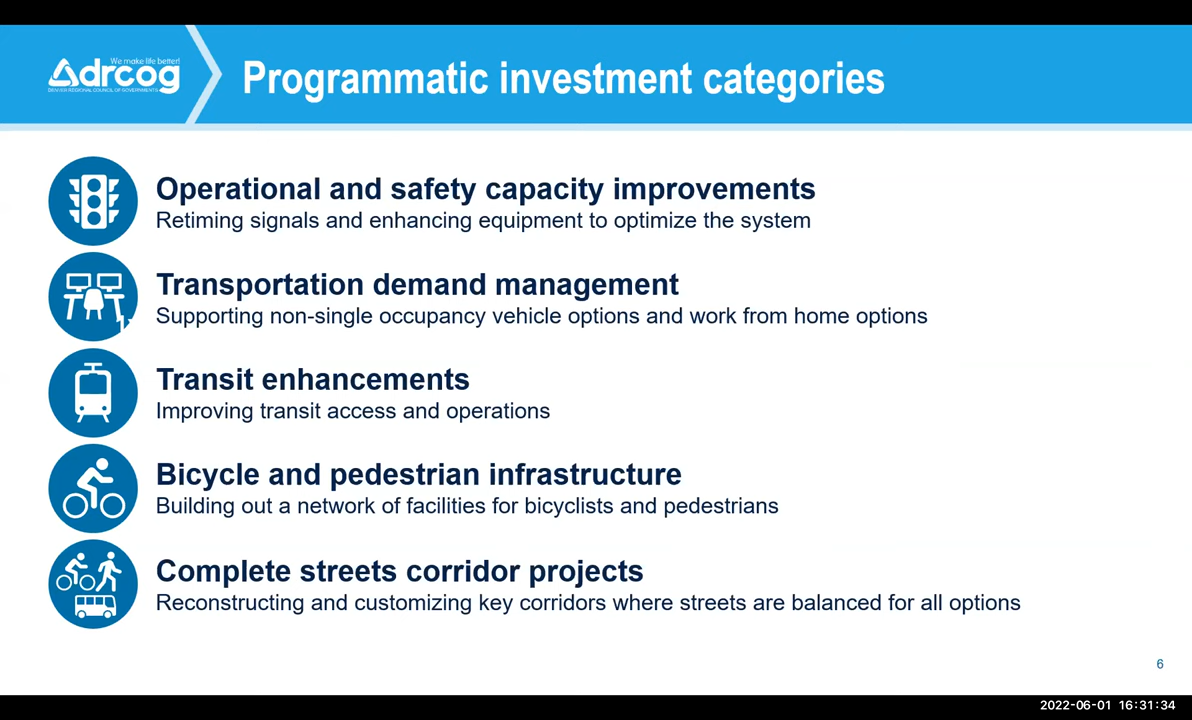 We make life better!
drcog
DENVER REGIONAL COUNCIL OF GOVERNMENTS
Programmatic investment categories
Operational and safety capacity improvements
Retiming signals and enhancing equipment to optimize the system
Transportation demand management
Supporting non-single occupancy vehicle options and work from home options
Transit enhancements
Improving transit access and operations
Bicycle and pedestrian infrastructure
Building out a network of facilities for bicyclists and pedestrians
Complete streets corridor projects
Reconstructing and customizing key corridors where streets are balanced for all options
6
2022-06-01 16:31:34